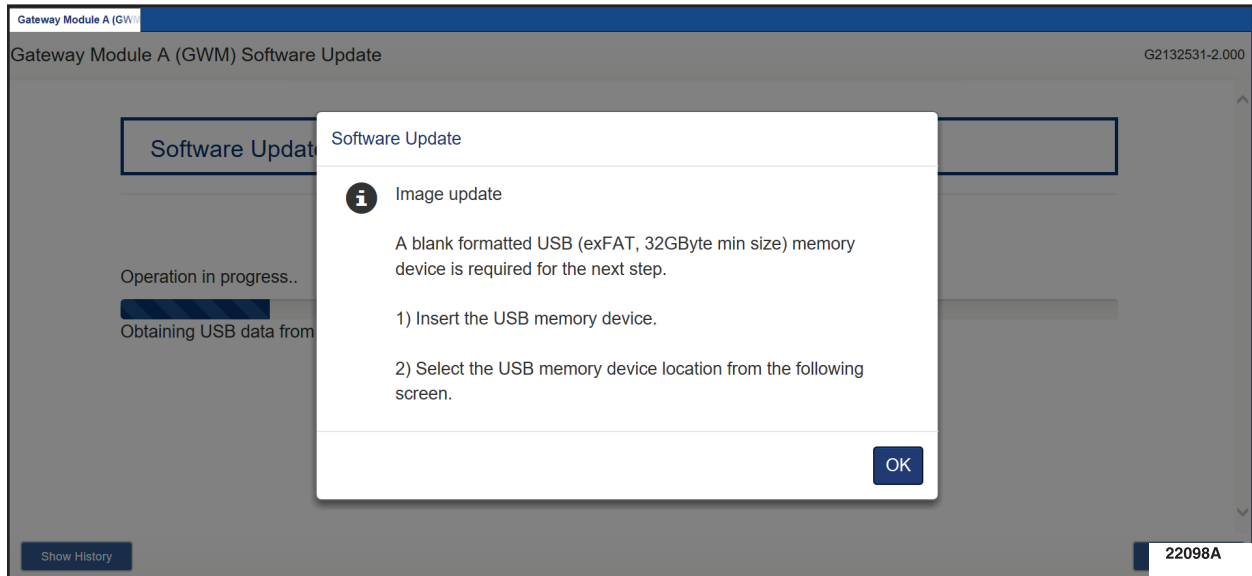 Gateway Module A (GWM
Gateway Module A (GWM) Software Update
G2132531-2.000
Software Updat
Software Update
Image update
A blank formatted USB (exFAT, 32GByte min size) memory
device is required for the next step.
1) Insert the USB memory device.
2) Select the USB memory device location from the following
screen.
OK
Operation in progress..
Obtaining USB data from
Show History
22098A